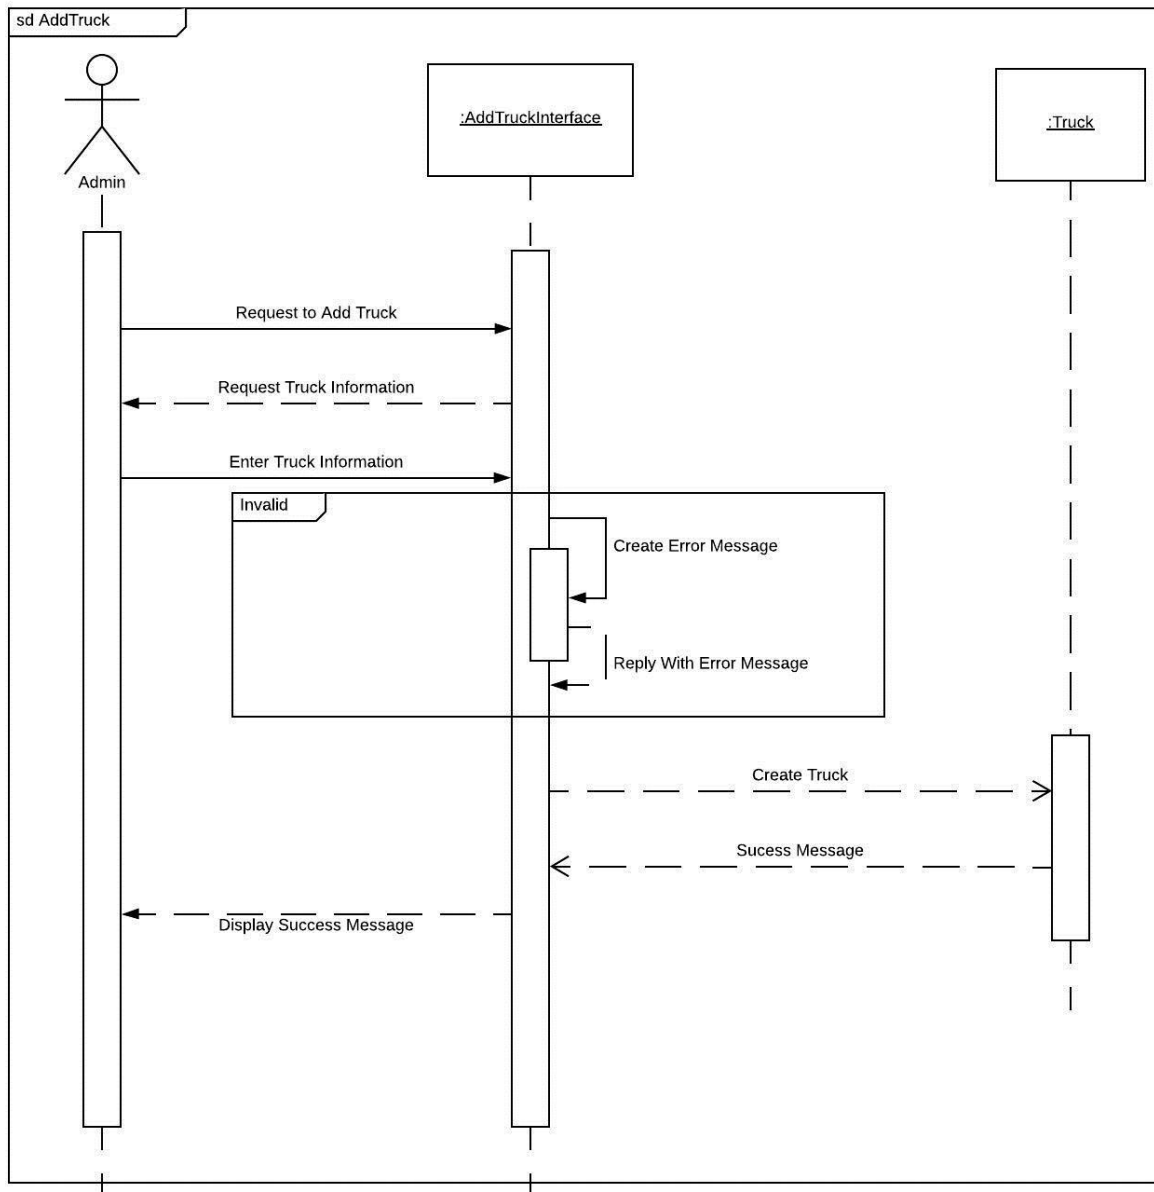 sd AddTruck
:AddTruckInterface
:Truck
Admin
Request to Add Truck
Request Truck Information
Enter Truck Information
Invalid
Create Error Message
Reply With Error Message
Create Truck
Sucess Message
Display Success Message